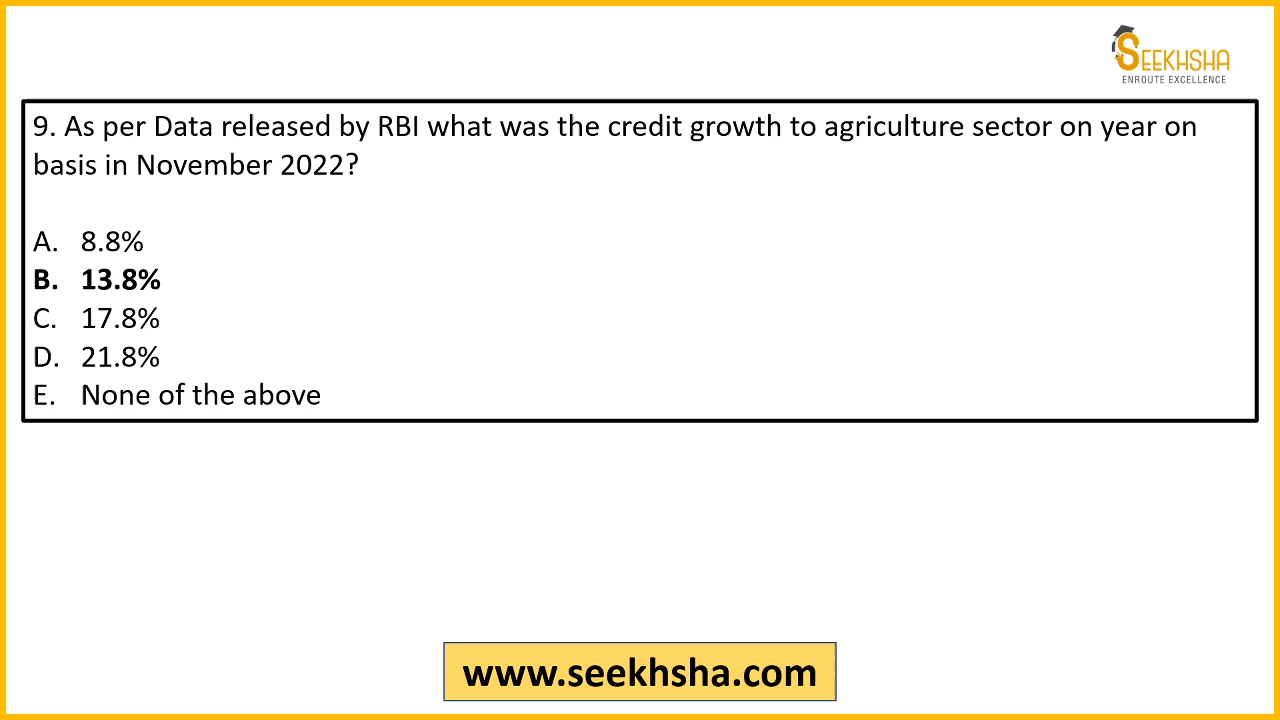 SEEKHSHA
ENROUTE EXCELLENCE
9. As per Data released by RBI what was the credit growth to agriculture sector on year on
basis in November 2022?
A. 8.8%
B. 13.8%
C. 17.8%
D. 21.8%
E. None of the above
www.seekhsha.com